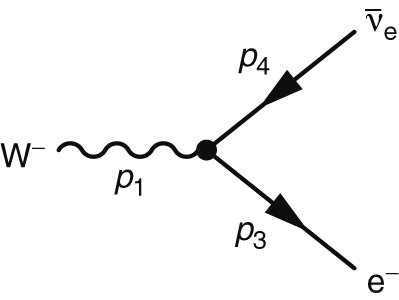 ν̄ₑ
p₄
W⁻
p₁
p₃
e⁻